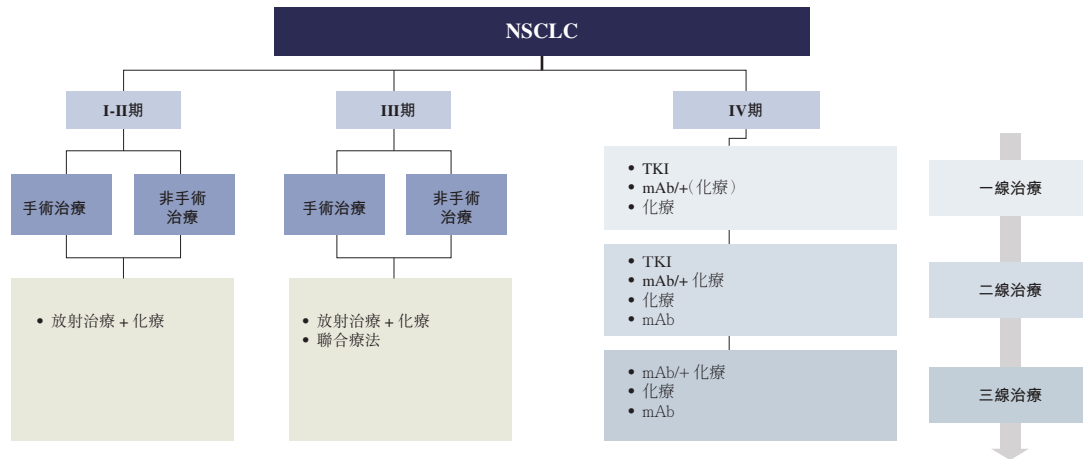 NSCLC
I-II期
III期
IV期
手術治療
非手術
治療
手術治療
非手術
治療
• 放射治療 + 化療
• 放射治療 + 化療
• 聯合療法
• TKI
• mAb/+(化療)
• 化療
• TKI
• mAb/+ 化療
• 化療
• mAb
• mAb/+ 化療
• 化療
• mAb
一線治療
二線治療
三線治療